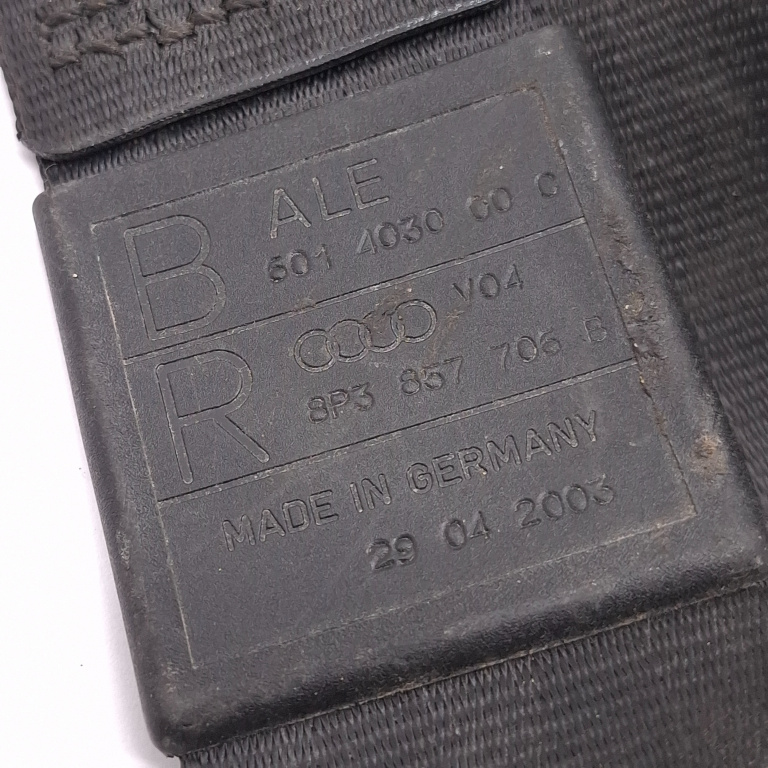 B
ALE
601 4030 00 C
R
V04
8P3 857 706 B
MADE IN GERMANY
29 04 2003